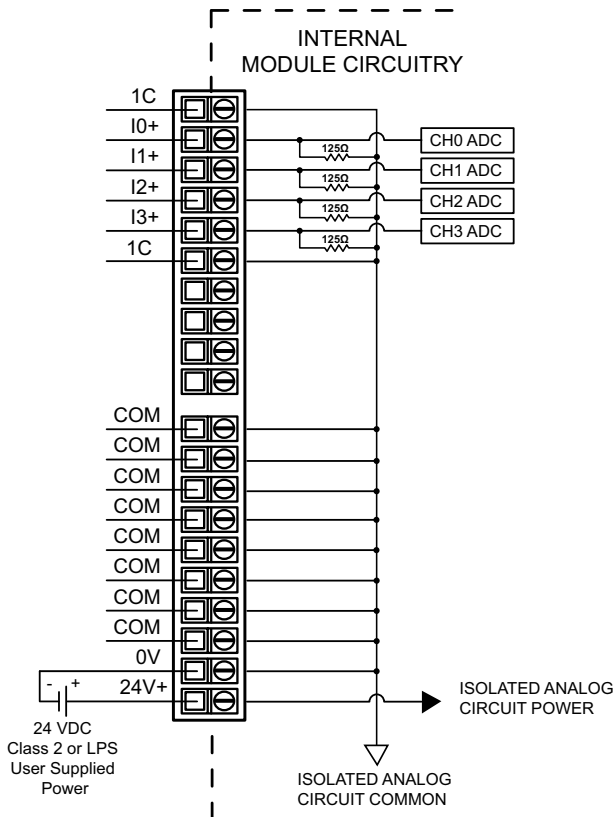 INTERNAL
MODULE CIRCUITRY
1C
I0+
I1+
I2+
I3+
1C
125Ω
125Ω
125Ω
125Ω
CH0 ADC
CH1 ADC
CH2 ADC
CH3 ADC
COM
COM
COM
COM
COM
COM
COM
COM
0V
24V+
- +
24 VDC
Class 2 or LPS
User Supplied
Power
ISOLATED ANALOG
CIRCUIT POWER
ISOLATED ANALOG
CIRCUIT COMMON